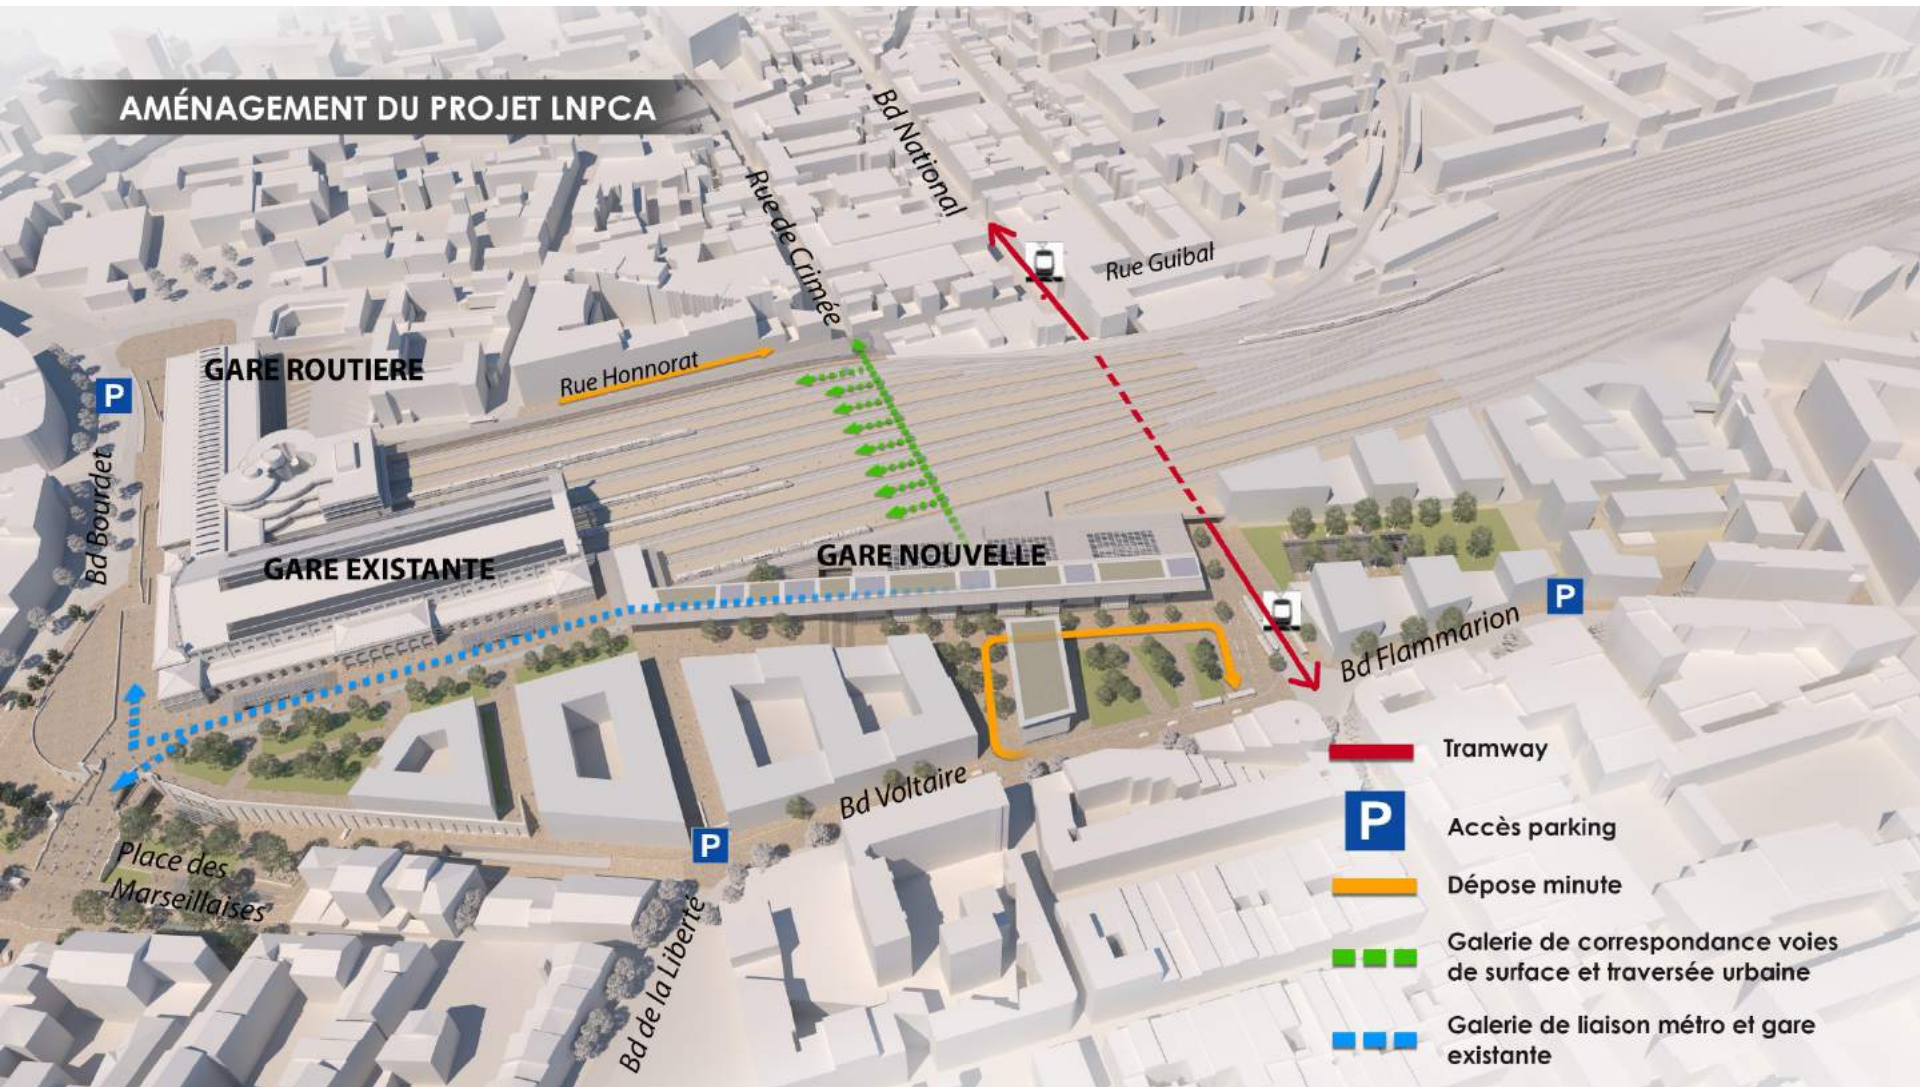 AMÉNAGEMENT DU PROJET LNPCA
Bd National
Rue de Crimée
Rue Guibal
GARE ROUTIERE
Rue Honnorat
P
Bd Bourdet
GARE EXISTANTE
GARE NOUVELLE
P
Bd Flammarion
Bd Voltaire
P
Place des
Marseillaises
Bd de la Liberté
Tramway
P
Accès parking
Dépose minute
Galerie de correspondance voies
de surface et traversée urbaine
Galerie de liaison métro et gare
existante